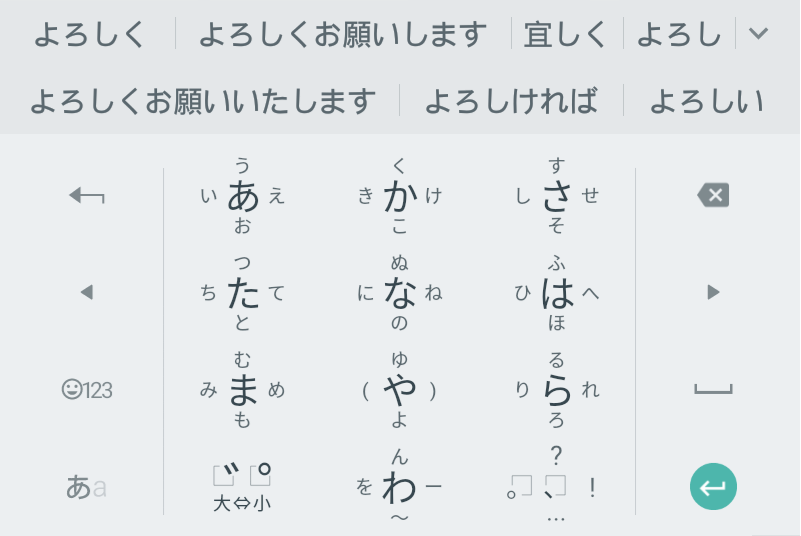 よろしく よろしくお願いします 宜しく よろし
よろしくお願いいたします よろしければ よろしい
う く す
い あ え き か け し さ せ
お こ そ
つ ぬ ふ
ち た て に な ね ひ は へ
と の ほ
む ゆ る
123 み ま め ( や ) り ら れ
も よ ろ
ん ?
あa ゛ ゜ を わ ー 。 、 !
大⇔小
〜 …